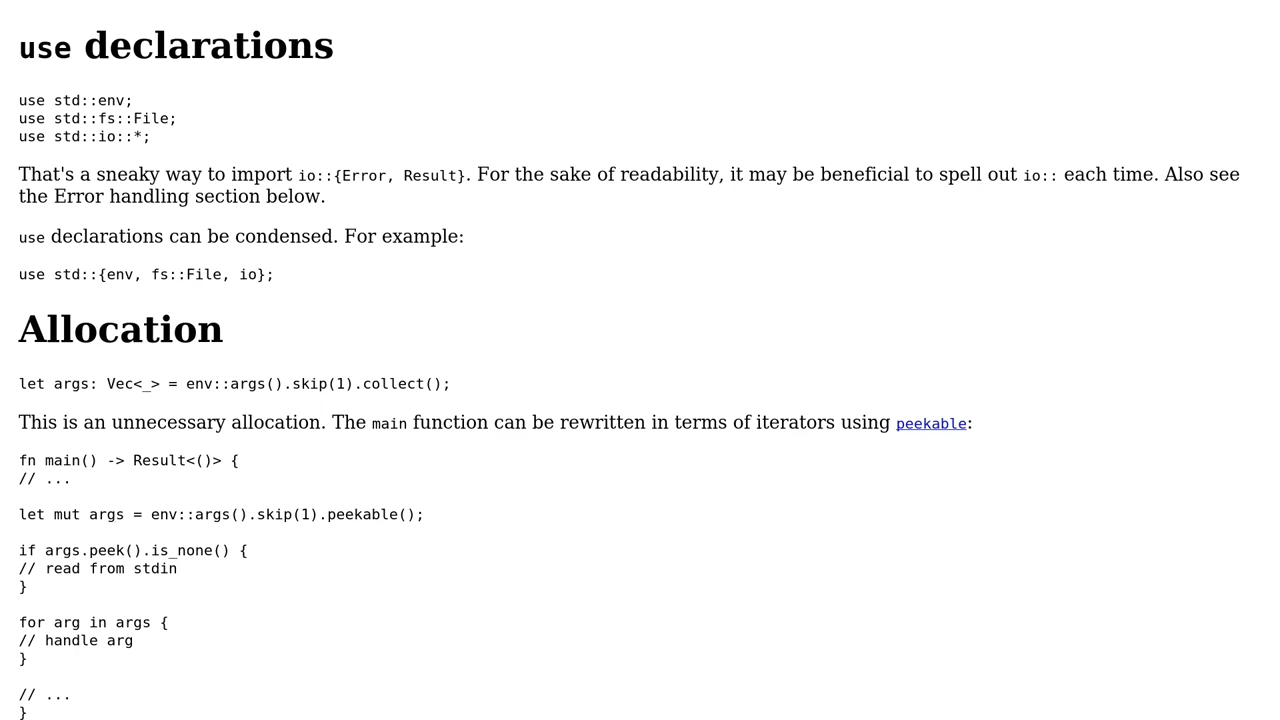 use declarations
use std::env;
use std::fs::File;
use std::io::*;
That's a sneaky way to import io::{Error, Result}. For the sake of readability, it may be beneficial to spell out io:: each time. Also see
the Error handling section below.
use declarations can be condensed. For example:
use std::{env, fs::File, io};
Allocation
let args: Vec<_> = env::args().skip(1).collect();
This is an unnecessary allocation. The main function can be rewritten in terms of iterators using peekable:
fn main() -> Result<()> {
// ...
let mut args = env::args().skip(1).peekable();
if args.peek().is_none() {
// read from stdin
}
for arg in args {
// handle arg
}
// ...
}